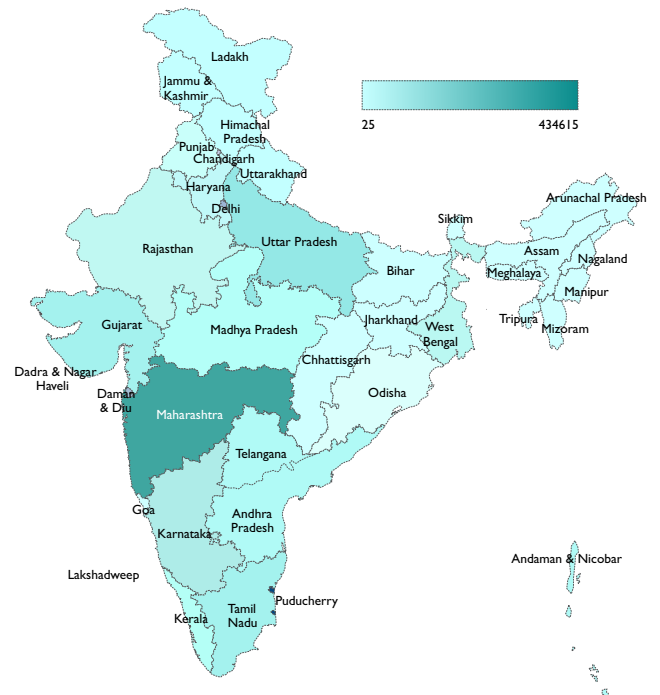 Ladakh
Jammu &
Kashmir
25
434615
Himachal
Pradesh
Punjab
Chandigarh
Uttarakhand
Haryana
Delhi
Arunachal Pradesh
Sikkim
Rajasthan
Uttar Pradesh
Assam
Nagaland
Bihar
Meghalaya
Manipur
Gujarat
Madhya Pradesh
Jharkhand
West
Bengal
Tripura
Mizoram
Chhattisgarh
Dadra & Nagar
Haveli
Daman
& Diu
Odisha
Maharashtra
Telangana
Goa
Andhra
Pradesh
Karnataka
Andaman & Nicobar
Lakshadweep
Puducherry
Tamil
Nadu
Kerala